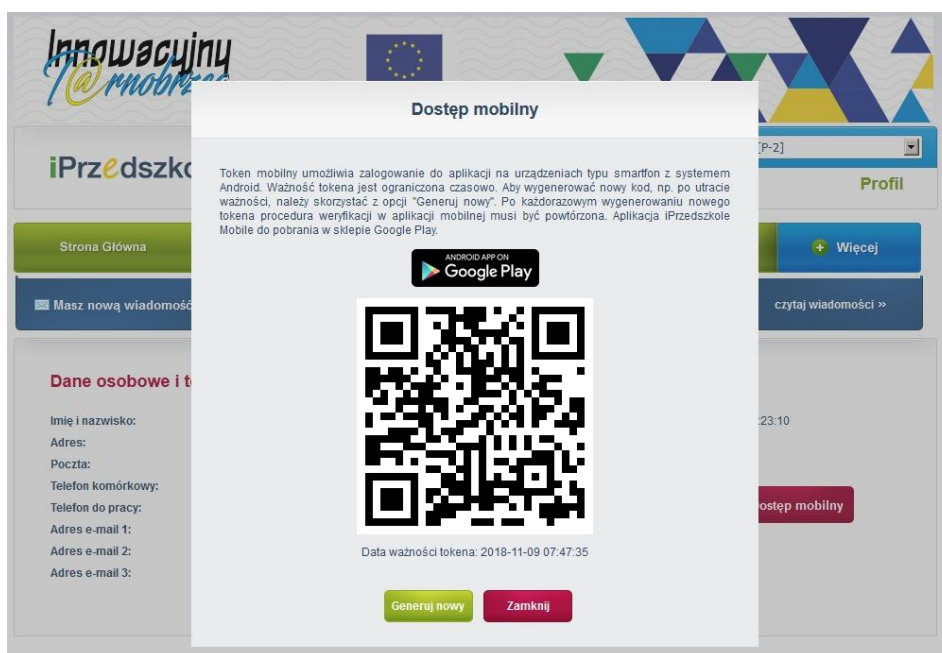 Innowacyjny
T@rnobrzeg
Dostęp mobilny
[P-2]
iPrzedszko
Profil
Token mobilny umożliwia zalogowanie do aplikacji na urządzeniach typu smartfon z systemem
Android. Ważność tokena jest ograniczona czasowo. Aby wygenerować nowy kod, np. po utracie
ważności, należy skorzystać z opcji "Generuj nowy". Po każdorazowym wygenerowaniu nowego
tokena procedura weryfikacji w aplikacji mobilnej musi być powtórzona. Aplikacja iPrzedszkole
Mobile do pobrania w sklepie Google Play.
Strona Główna
Więcej
ANDROID APP ON
Google Play
Masz nową wiadomość
czytaj wiadomości »
Dane osobowe i t
Imię i nazwisko:
:23:10
Adres:
Poczta:
Telefon komórkowy:
Telefon do pracy:
ostęp mobilny
Adres e-mail 1:
Adres e-mail 2:
Adres e-mail 3:
Data ważności tokena: 2018-11-09 07:47:35
Generuj nowy
Zamknij